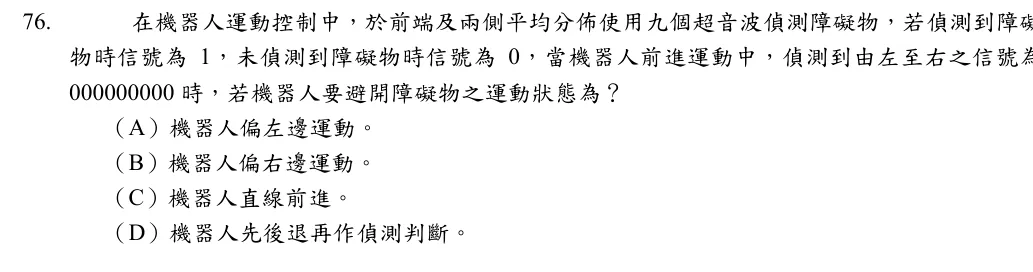 76. 在機器人運動控制中，於前端及兩側平均分佈使用九個超音波偵測障礙物，若偵測到障礙
物時信號為 1，未偵測到障礙物時信號為 0，當機器人前進運動中，偵測到由左至右之信號為
000000000 時，若機器人要避開障礙物之運動狀態為？
（A）機器人偏左邊運動。
（B）機器人偏右邊運動。
（C）機器人直線前進。
（D）機器人先後退再作偵測判斷。